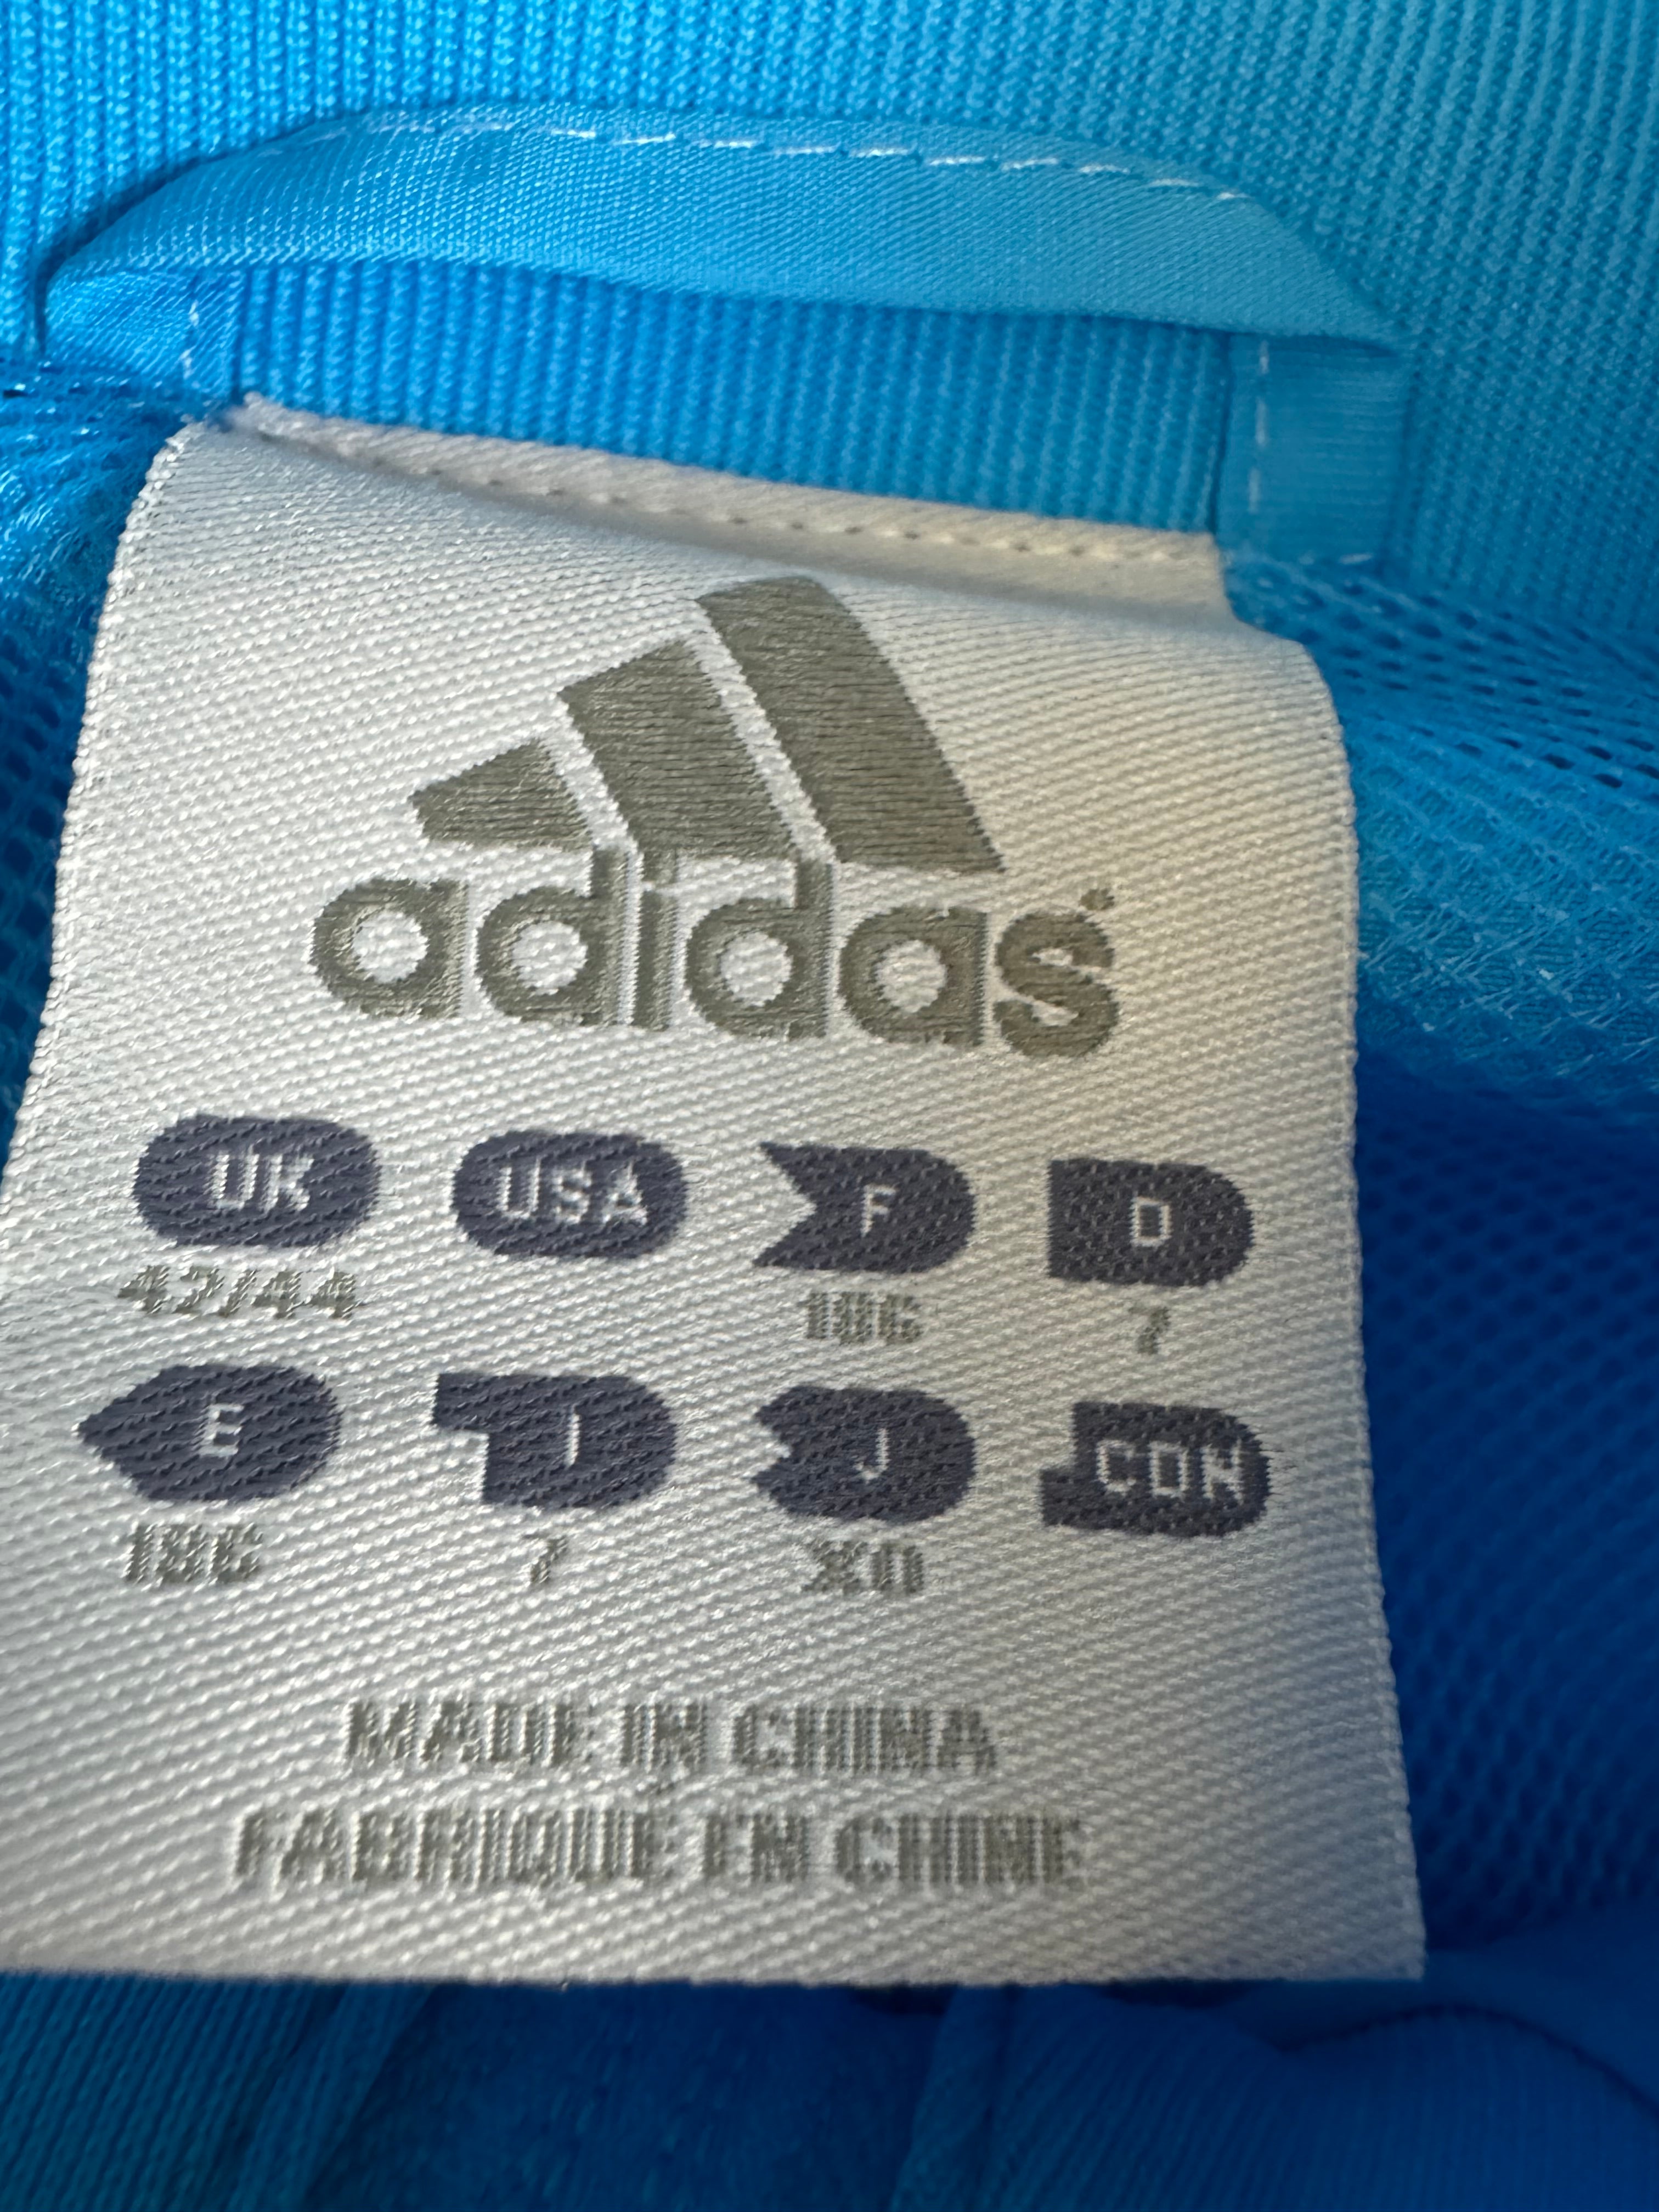 adidas®
UK USA F D
42/44 186 7
E I J CDN
186 7 XO
MADE IN CHINA
FABRIQUE EN CHINE